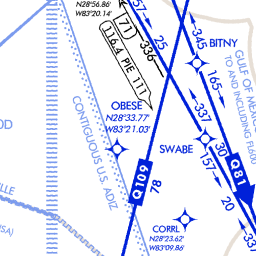 N28°56.86'
W83°20.14'
71
336
116.4 PIE 111
157
25
345
BITNY
165
GULF OF MEXICO
TO AND INCLUDING FL600
OBESE
N28°33.77'
W83°21.03'
CONTIGUOUS U.S. ADIZ
337
SWABE
30
157
Q109
78
Q81
20
CORRL
N28°23.62'
W83°09.86'
337